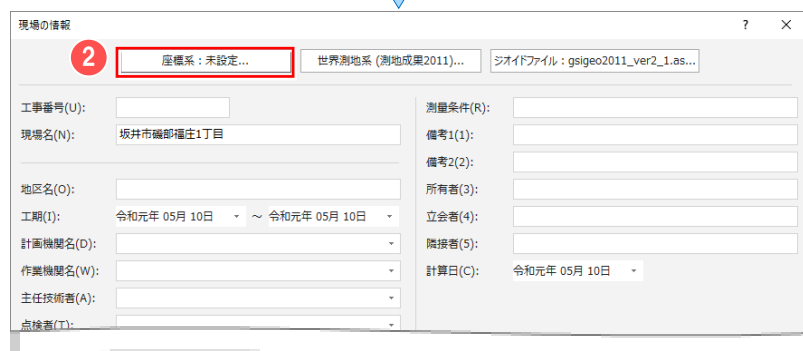 現場の情報 ? ×
2 座標系：未設定... 世界測地系 (測地成果2011)... ジオイドファイル：gsigeo2011_ver2_1.as...
工事番号(U):
現場名(N): 坂井市磯部福庄1丁目
地区名(O):
工期(I): 令和元年 05月 10日 ～ 令和元年 05月 10日
計画機関名(D):
作業機関名(W):
主任技術者(A):
点検者(T):
測量条件(R):
備考1(1):
備考2(2):
所有者(3):
立会者(4):
隣接者(5):
計算日(C): 令和元年 05月 10日